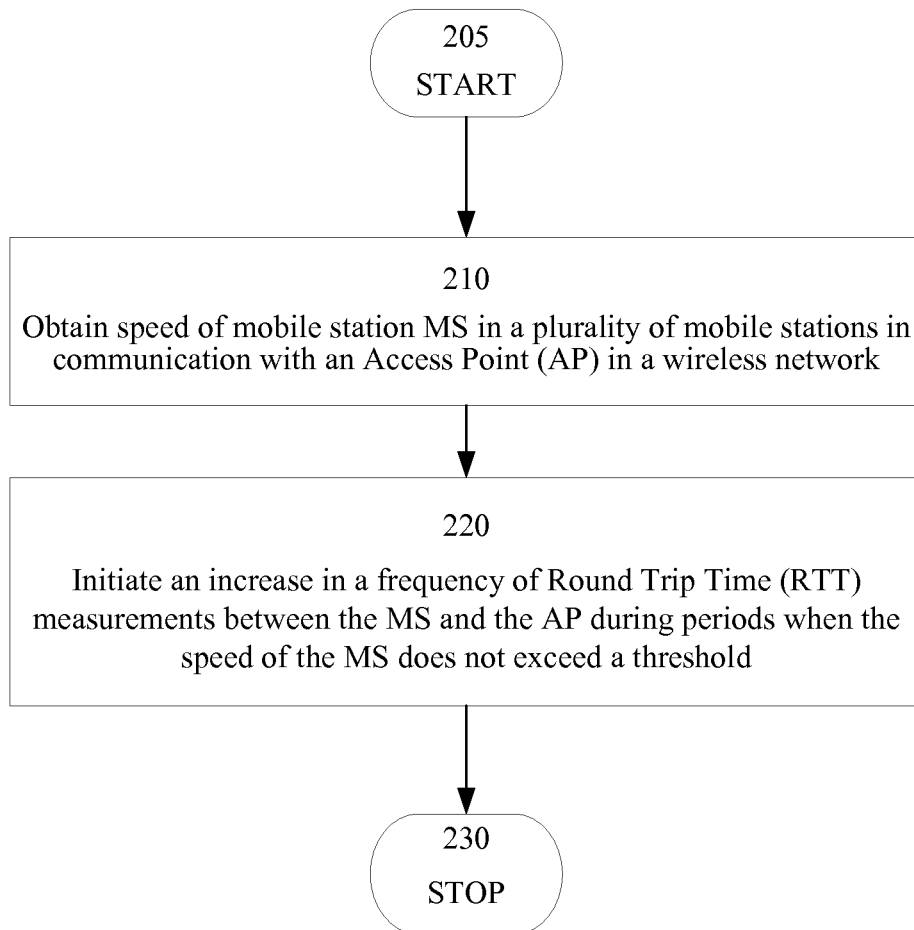 205
START
210
Obtain speed of mobile station MS in a plurality of mobile stations in
communication with an Access Point (AP) in a wireless network
220
Initiate an increase in a frequency of Round Trip Time (RTT)
measurements between the MS and the AP during periods when the
speed of the MS does not exceed a threshold
230
STOP